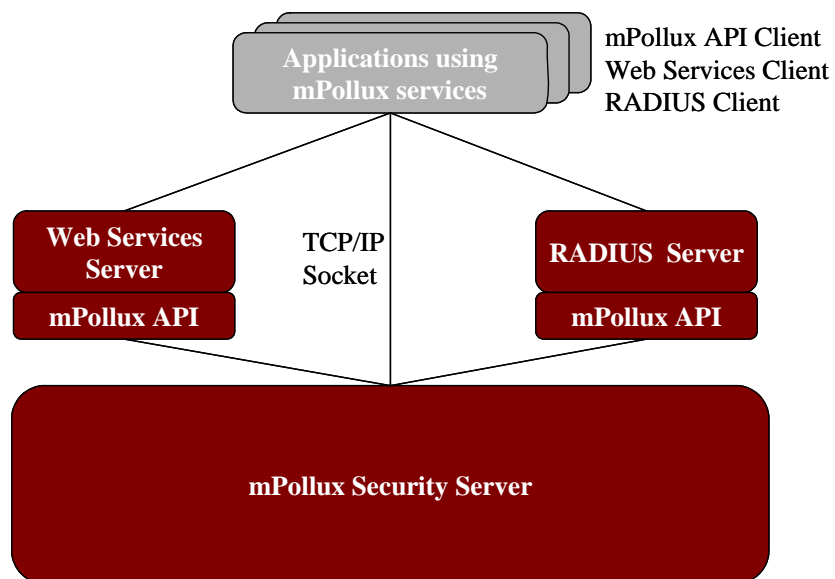 Applications using
mPollux services
mPollux API Client
Web Services Client
RADIUS Client
Web Services
Server
mPollux API
TCP/IP
Socket
RADIUS Server
mPollux API
mPollux Security Server